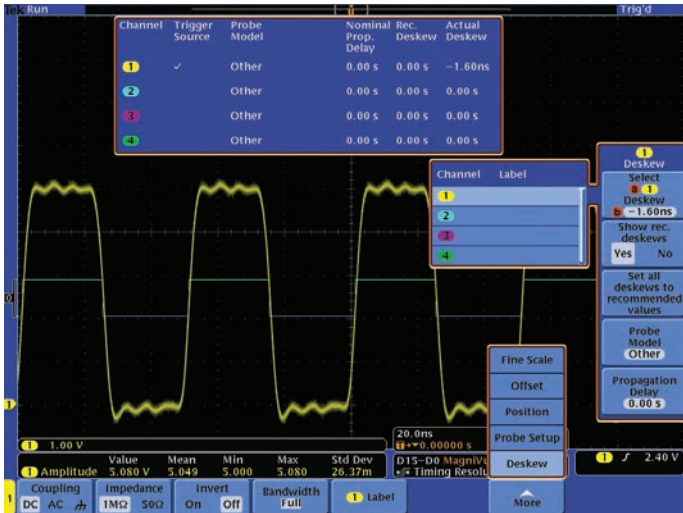 Tek Run Trig'd
Channel Trigger Source Probe Model Nominal Prop. Delay Rec. Deskew Actual Deskew
1 ✓ Other 0.00 s 0.00 s −1.60ns
2 Other 0.00 s 0.00 s 0.00 s
3 Other 0.00 s 0.00 s 0.00 s
4 Other 0.00 s 0.00 s 0.00 s
Channel Label
1
2
3
4
1
Deskew
Select
a 1
Deskew
b −1.60ns
Show rec.
deskews
Yes No
Set all
deskews to
recommended
values
Probe
Model
Other
Propagation
Delay
0.00 s
Fine Scale
Offset
Position
Probe Setup
Deskew
More
1 1.00 V
20.0ns
0.00000 s
Value Mean Min Max Std Dev
1 Amplitude 5.080 V 5.049 5.000 5.080 26.37m
D15-D0
Timing
1 2.40 V
Coupling
DC AC
Impedance
1MΩ 50Ω
Invert
On Off
Bandwidth
Full
1 Label
1